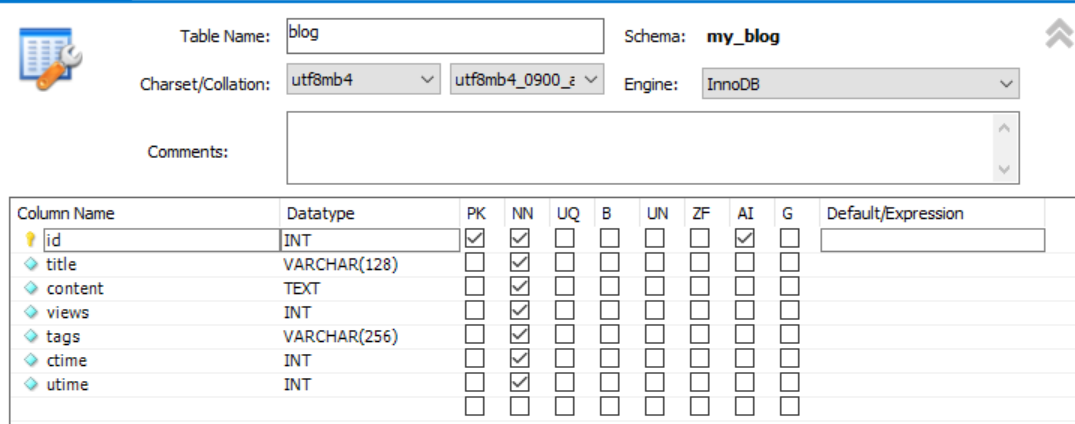 Table Name: blog Schema: my_blog
Charset/Collation: utf8mb4 utf8mb4_0900_a Engine: InnoDB
Comments:
Column Name Datatype PK NN UQ B UN ZF AI G Default/Expression
id INT
title VARCHAR(128)
content TEXT
views INT
tags VARCHAR(256)
ctime INT
utime INT